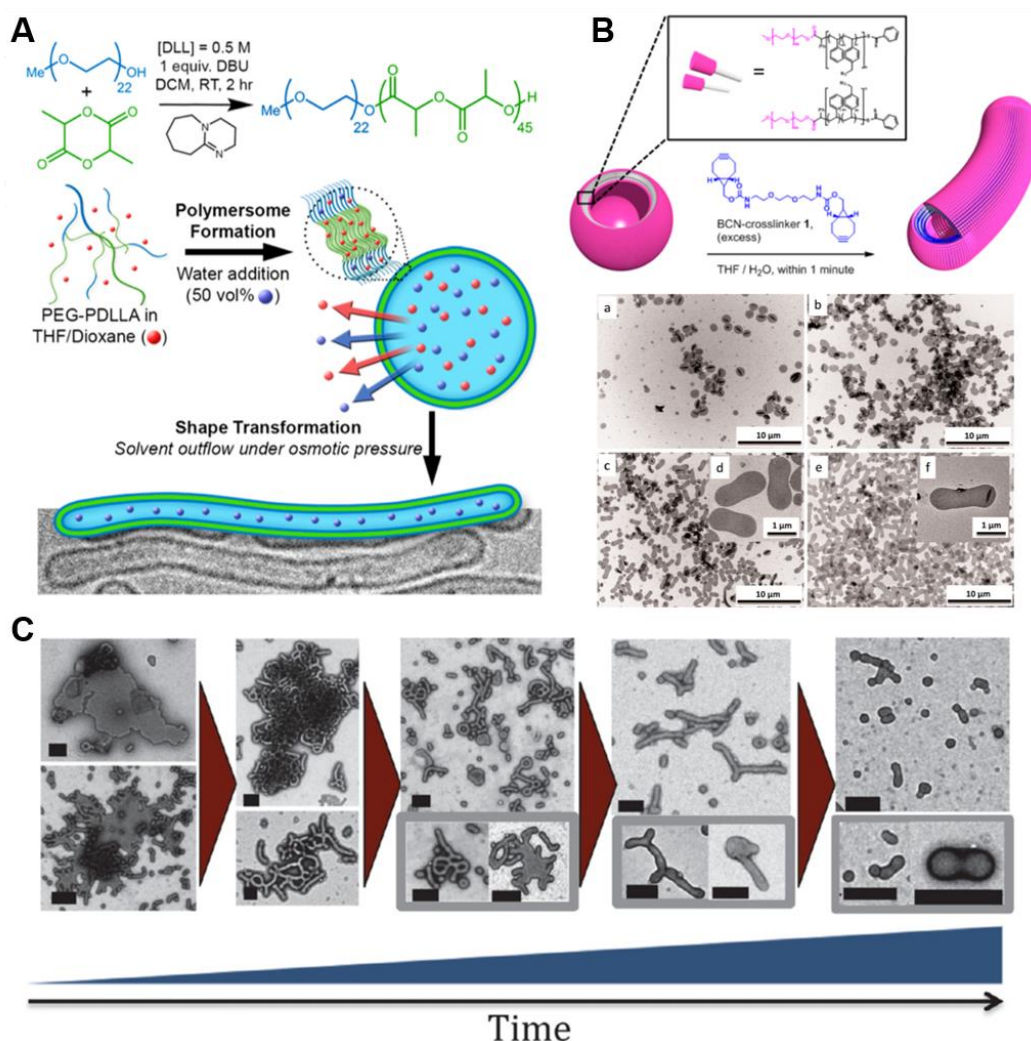 A
Me
O
22
OH
+
O
O
O
O
[DLL] = 0.5 M
1 equiv. DBU
DCM, RT, 2 hr
N
N
Me
O
22
O
O
O
O
O
H
45
Polymersome
Formation
Water addition
(50 vol% )
PEG-PDLLA in
THF/Dioxane ( )
Shape Transformation
Solvent outflow under osmotic pressure
B
=
BCN-crosslinker 1,
(excess)
THF / H₂O, within 1 minute
a
10 µm
b
10 µm
c
10 µm
d
1 µm
e
10 µm
f
1 µm
C
Time